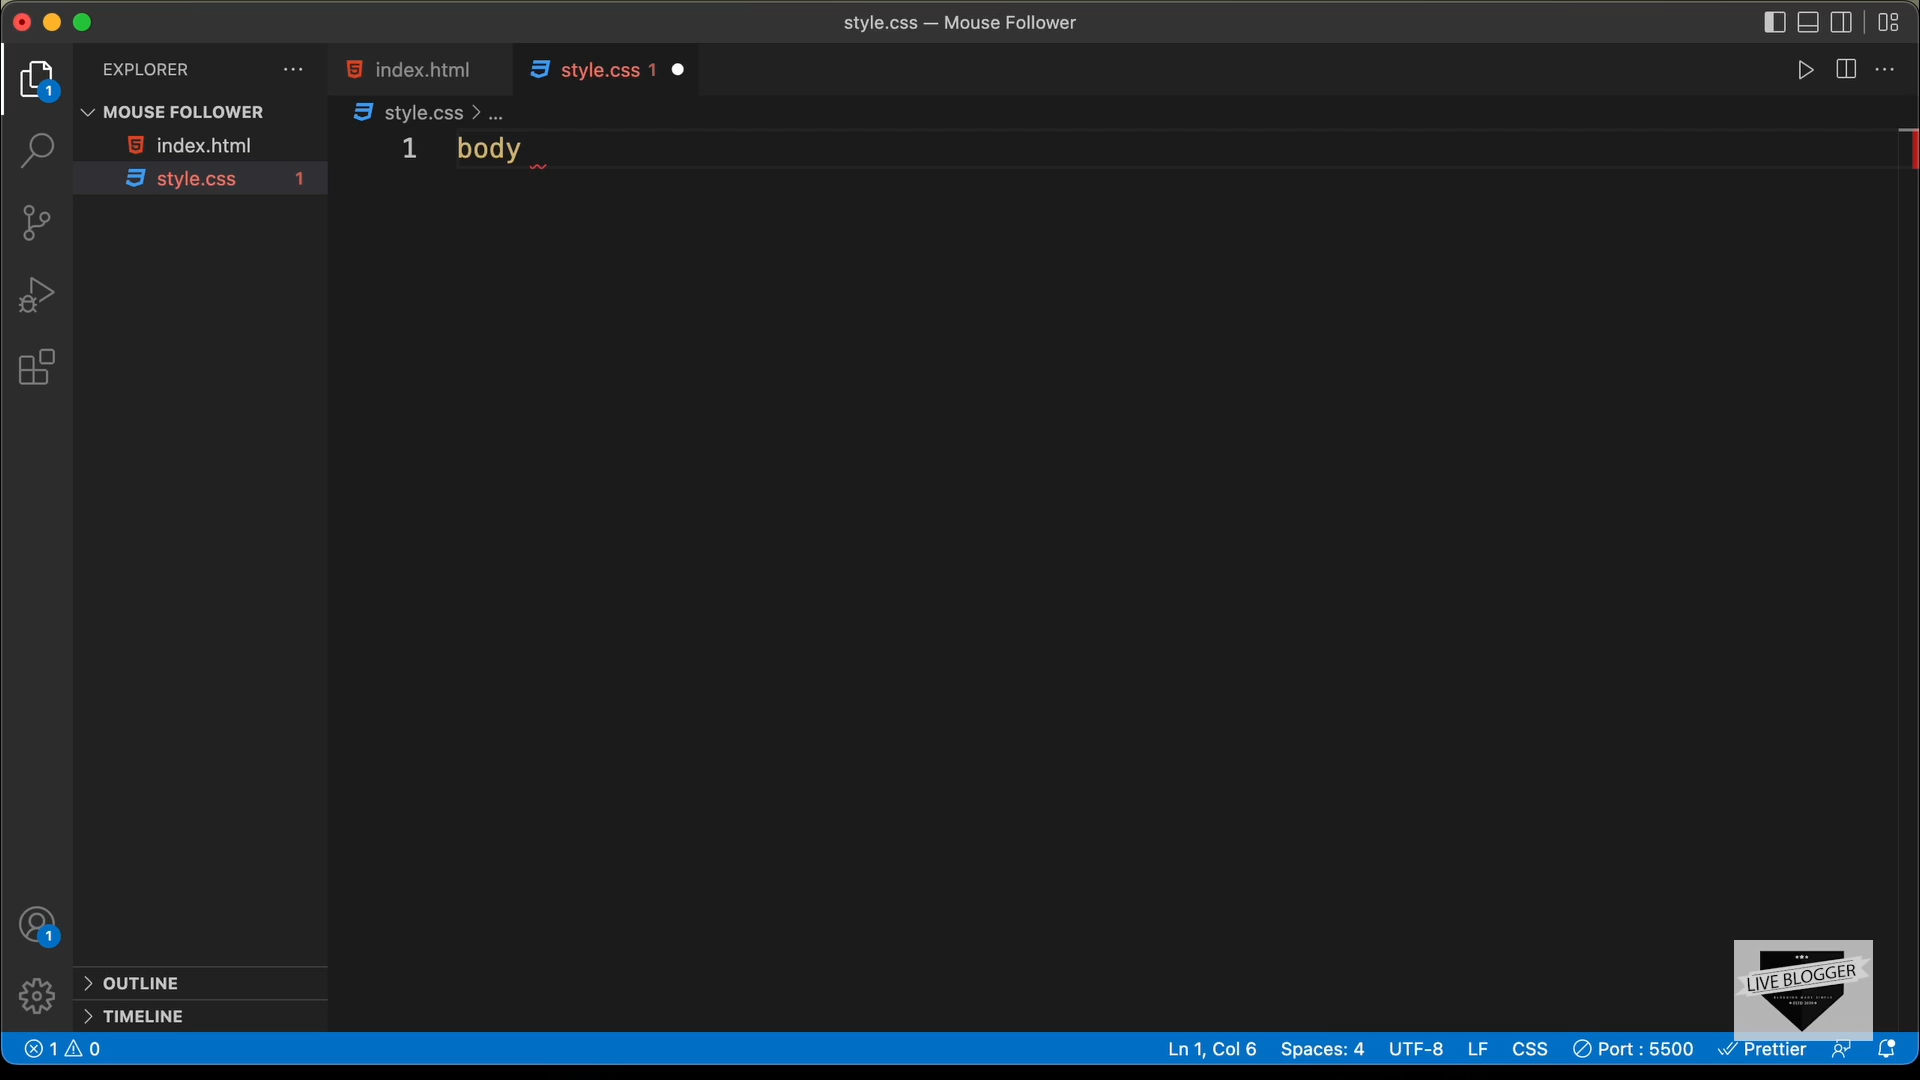 style.css — Mouse Follower
EXPLORER
index.html
style.css 1
MOUSE FOLLOWER
style.css > ...
index.html
1 body
style.css 1
1
1
OUTLINE
TIMELINE
LIVE BLOGGER
1 0
Ln 1, Col 6 Spaces: 4 UTF-8 LF CSS Port : 5500 Prettier